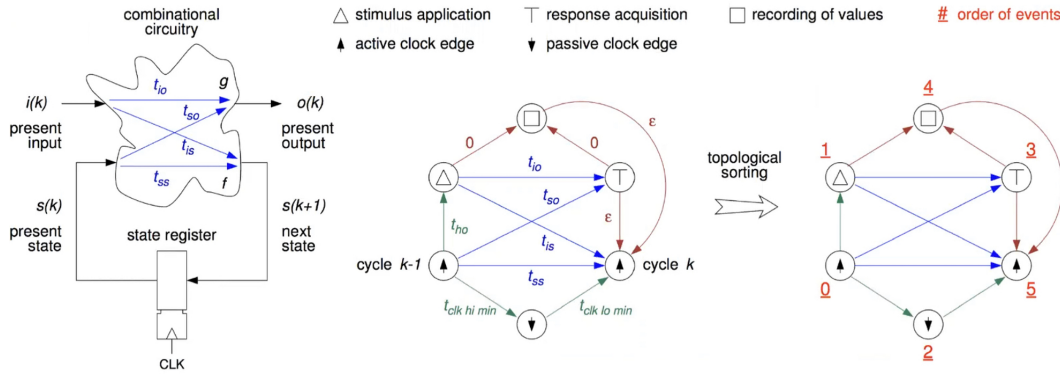 combinational
circuitry
g
t_io
t_so
t_is
t_ss
f
i(k)
present
input
o(k)
present
output
s(k)
present
state
s(k+1)
next
state
state register
CLK
stimulus application
response acquisition
recording of values
# order of events
active clock edge
passive clock edge
0
0
ε
t_io
t_so
ε
t_ho
t_is
cycle k-1
t_ss
cycle k
t_clk hi min
t_clk lo min
topological
sorting
4
ε
1
3
ε
0
5
2